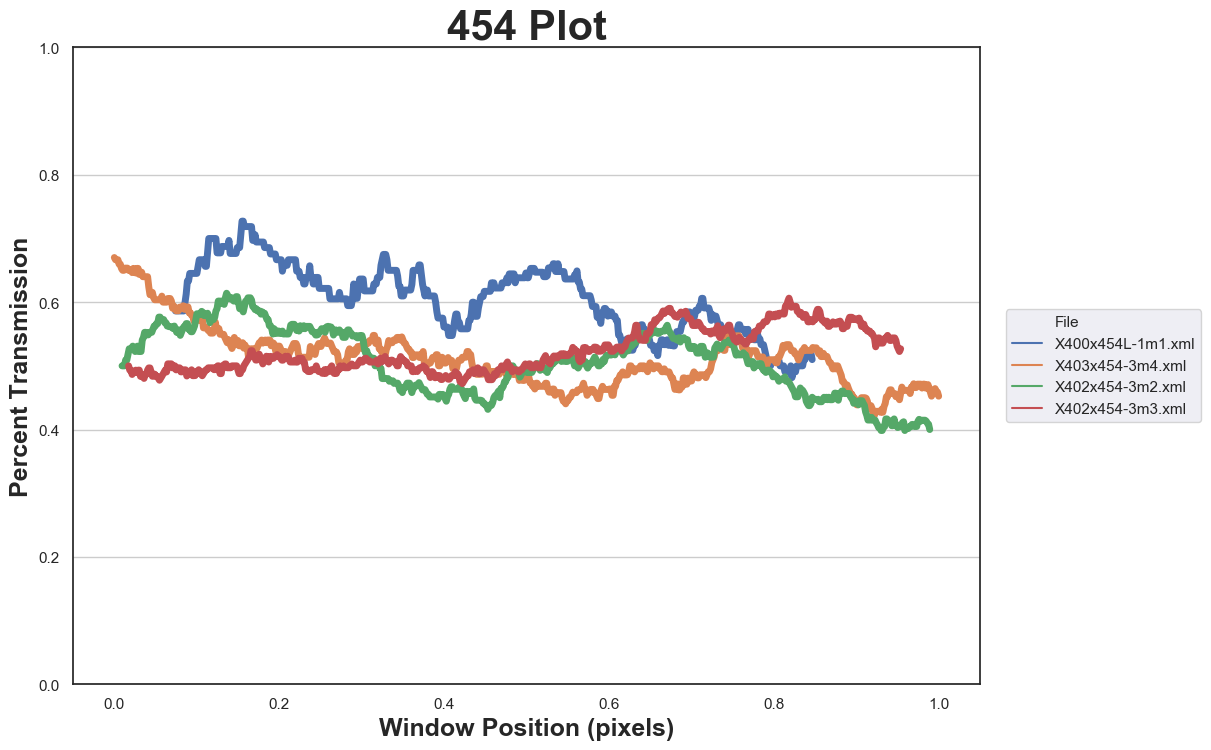 454 Plot
Percent Transmission
1.0
0.8
0.6
0.4
0.2
0.0
0.0 0.2 0.4 0.6 0.8 1.0
Window Position (pixels)
File
X400x454L-1m1.xml
X403x454-3m4.xml
X402x454-3m2.xml
X402x454-3m3.xml